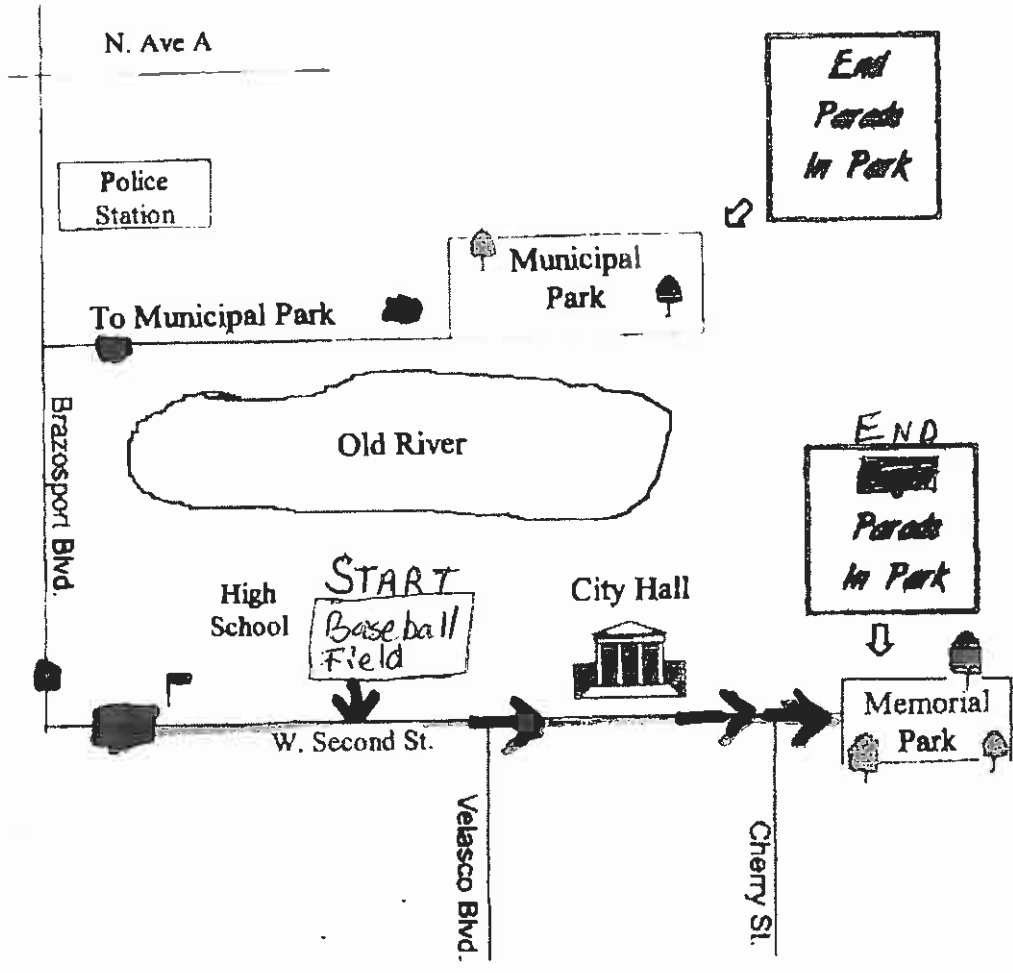 N. Ave A
End
Parade
In Park
Police
Station
Municipal
Park
To Municipal Park
Brazosport Blvd.
Old River
END
Parade
In Park
High
School
START
Baseball
Field
City Hall
W. Second St.
Memorial
Park
Velasco Blvd.
Cherry St.